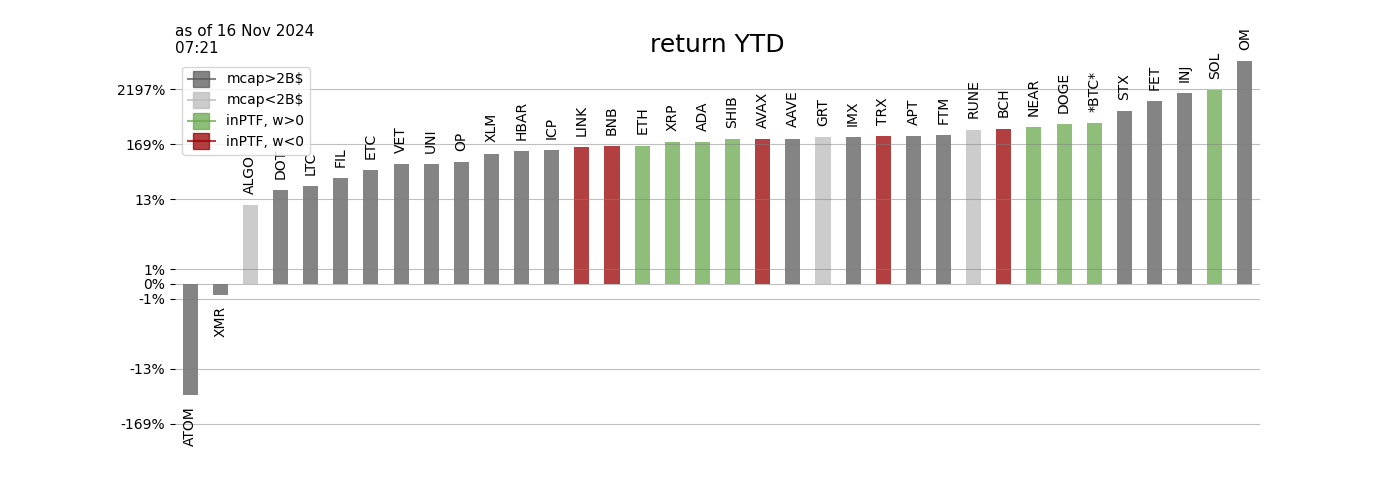 as of 16 Nov 2024
07:21
return YTD
mcap>2B$
mcap<2B$
inPTF, w>0
inPTF, w<0
2197%
169%
13%
1%
0%
-1%
-13%
-169%
ATOM
XMR
ALGO
DOT
LTC
FIL
ETC
VET
UNI
OP
XLM
HBAR
ICP
LINK
BNB
ETH
XRP
ADA
SHIB
AVAX
AAVE
GRT
IMX
TRX
APT
FTM
RUNE
BCH
NEAR
DOGE
*BTC*
STX
FET
INJ
SOL
OM